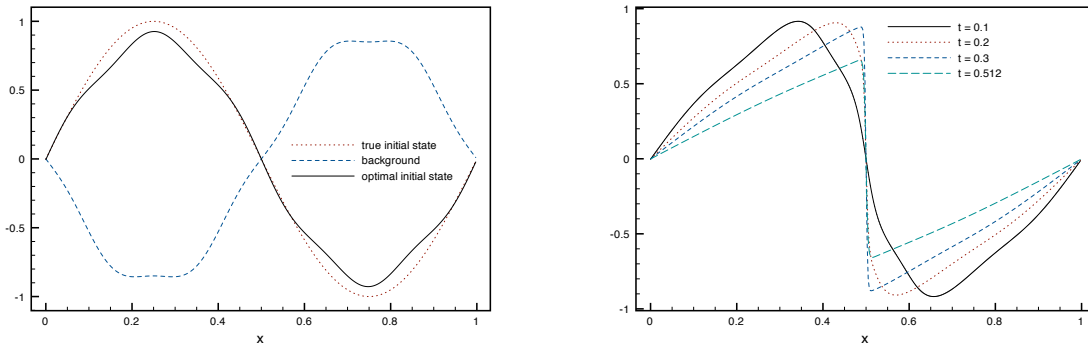 1
0.5
0
-0.5
-1
0
0.2
0.4
0.6
0.8
1
x
true initial state
background
optimal initial state
1
0.5
0
-0.5
-1
0
0.2
0.4
0.6
0.8
1
x
t = 0.1
t = 0.2
t = 0.3
t = 0.512